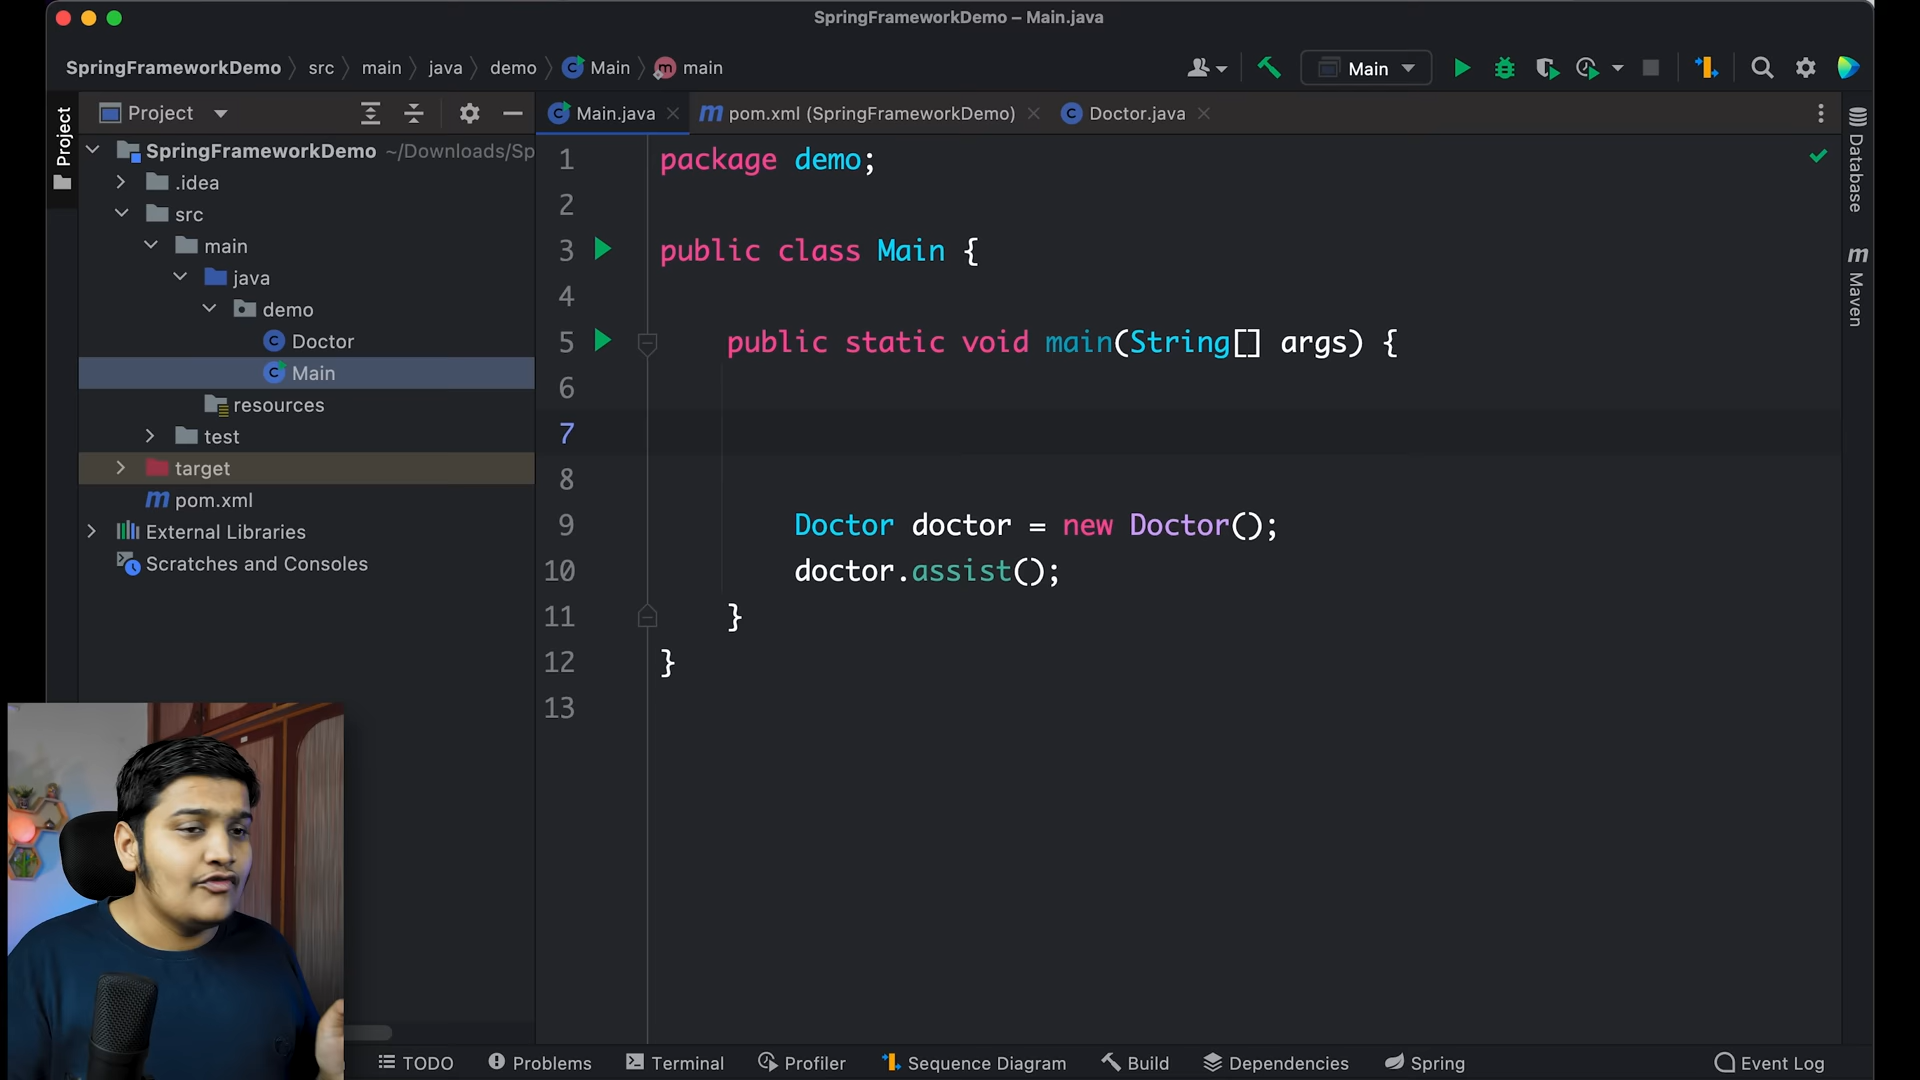 SpringFrameworkDemo – Main.java
SpringFrameworkDemo src main java demo Main main
Main
Project
Project
SpringFrameworkDemo ~/Downloads/Sp
.idea
src
main
java
demo
Doctor
Main
resources
test
target
pom.xml
External Libraries
Scratches and Consoles
Main.java pom.xml (SpringFrameworkDemo) Doctor.java
1 package demo;
2
3 public class Main {
4
5 public static void main(String[] args) {
6
7
8
9 Doctor doctor = new Doctor();
10 doctor.assist();
11 }
12 }
13
Database
Maven
TODO Problems Terminal Profiler Sequence Diagram Build Dependencies Spring Event Log